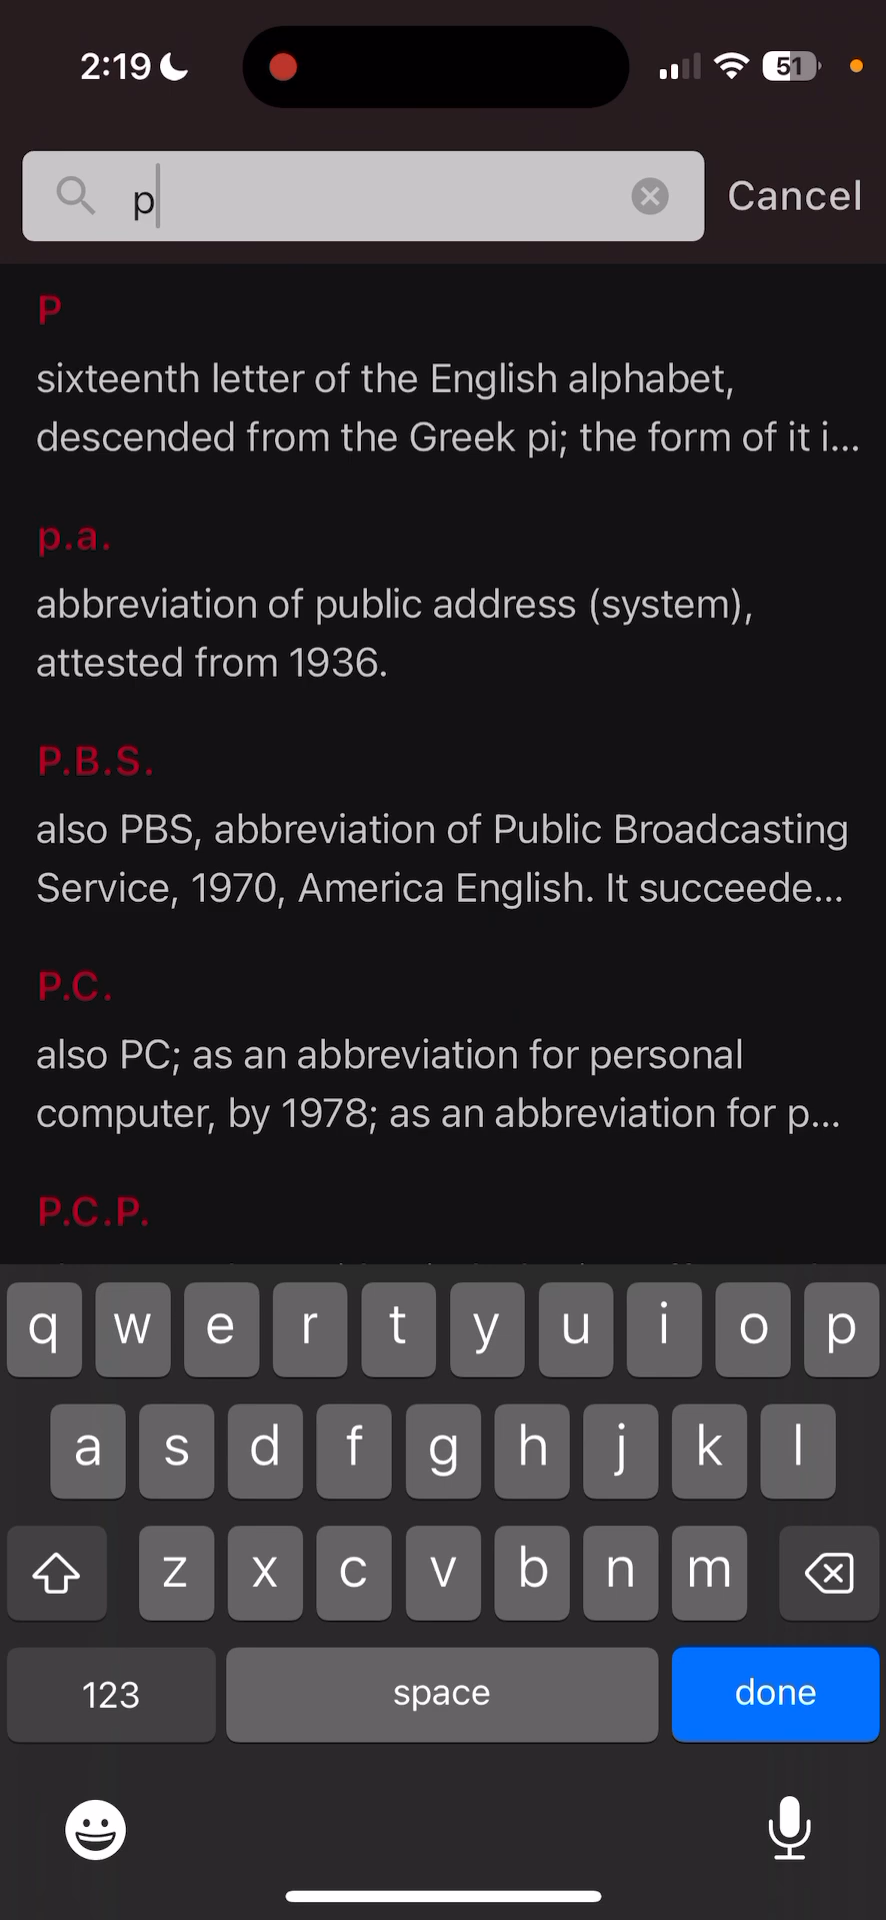 2:19
51
p
Cancel
P
sixteenth letter of the English alphabet,
descended from the Greek pi; the form of it i...
p.a.
abbreviation of public address (system),
attested from 1936.
P.B.S.
also PBS, abbreviation of Public Broadcasting
Service, 1970, America English. It succeede...
P.C.
also PC; as an abbreviation for personal
computer, by 1978; as an abbreviation for p...
P.C.P.
q w e r t y u i o p
a s d f g h j k l
z x c v b n m
123 space done